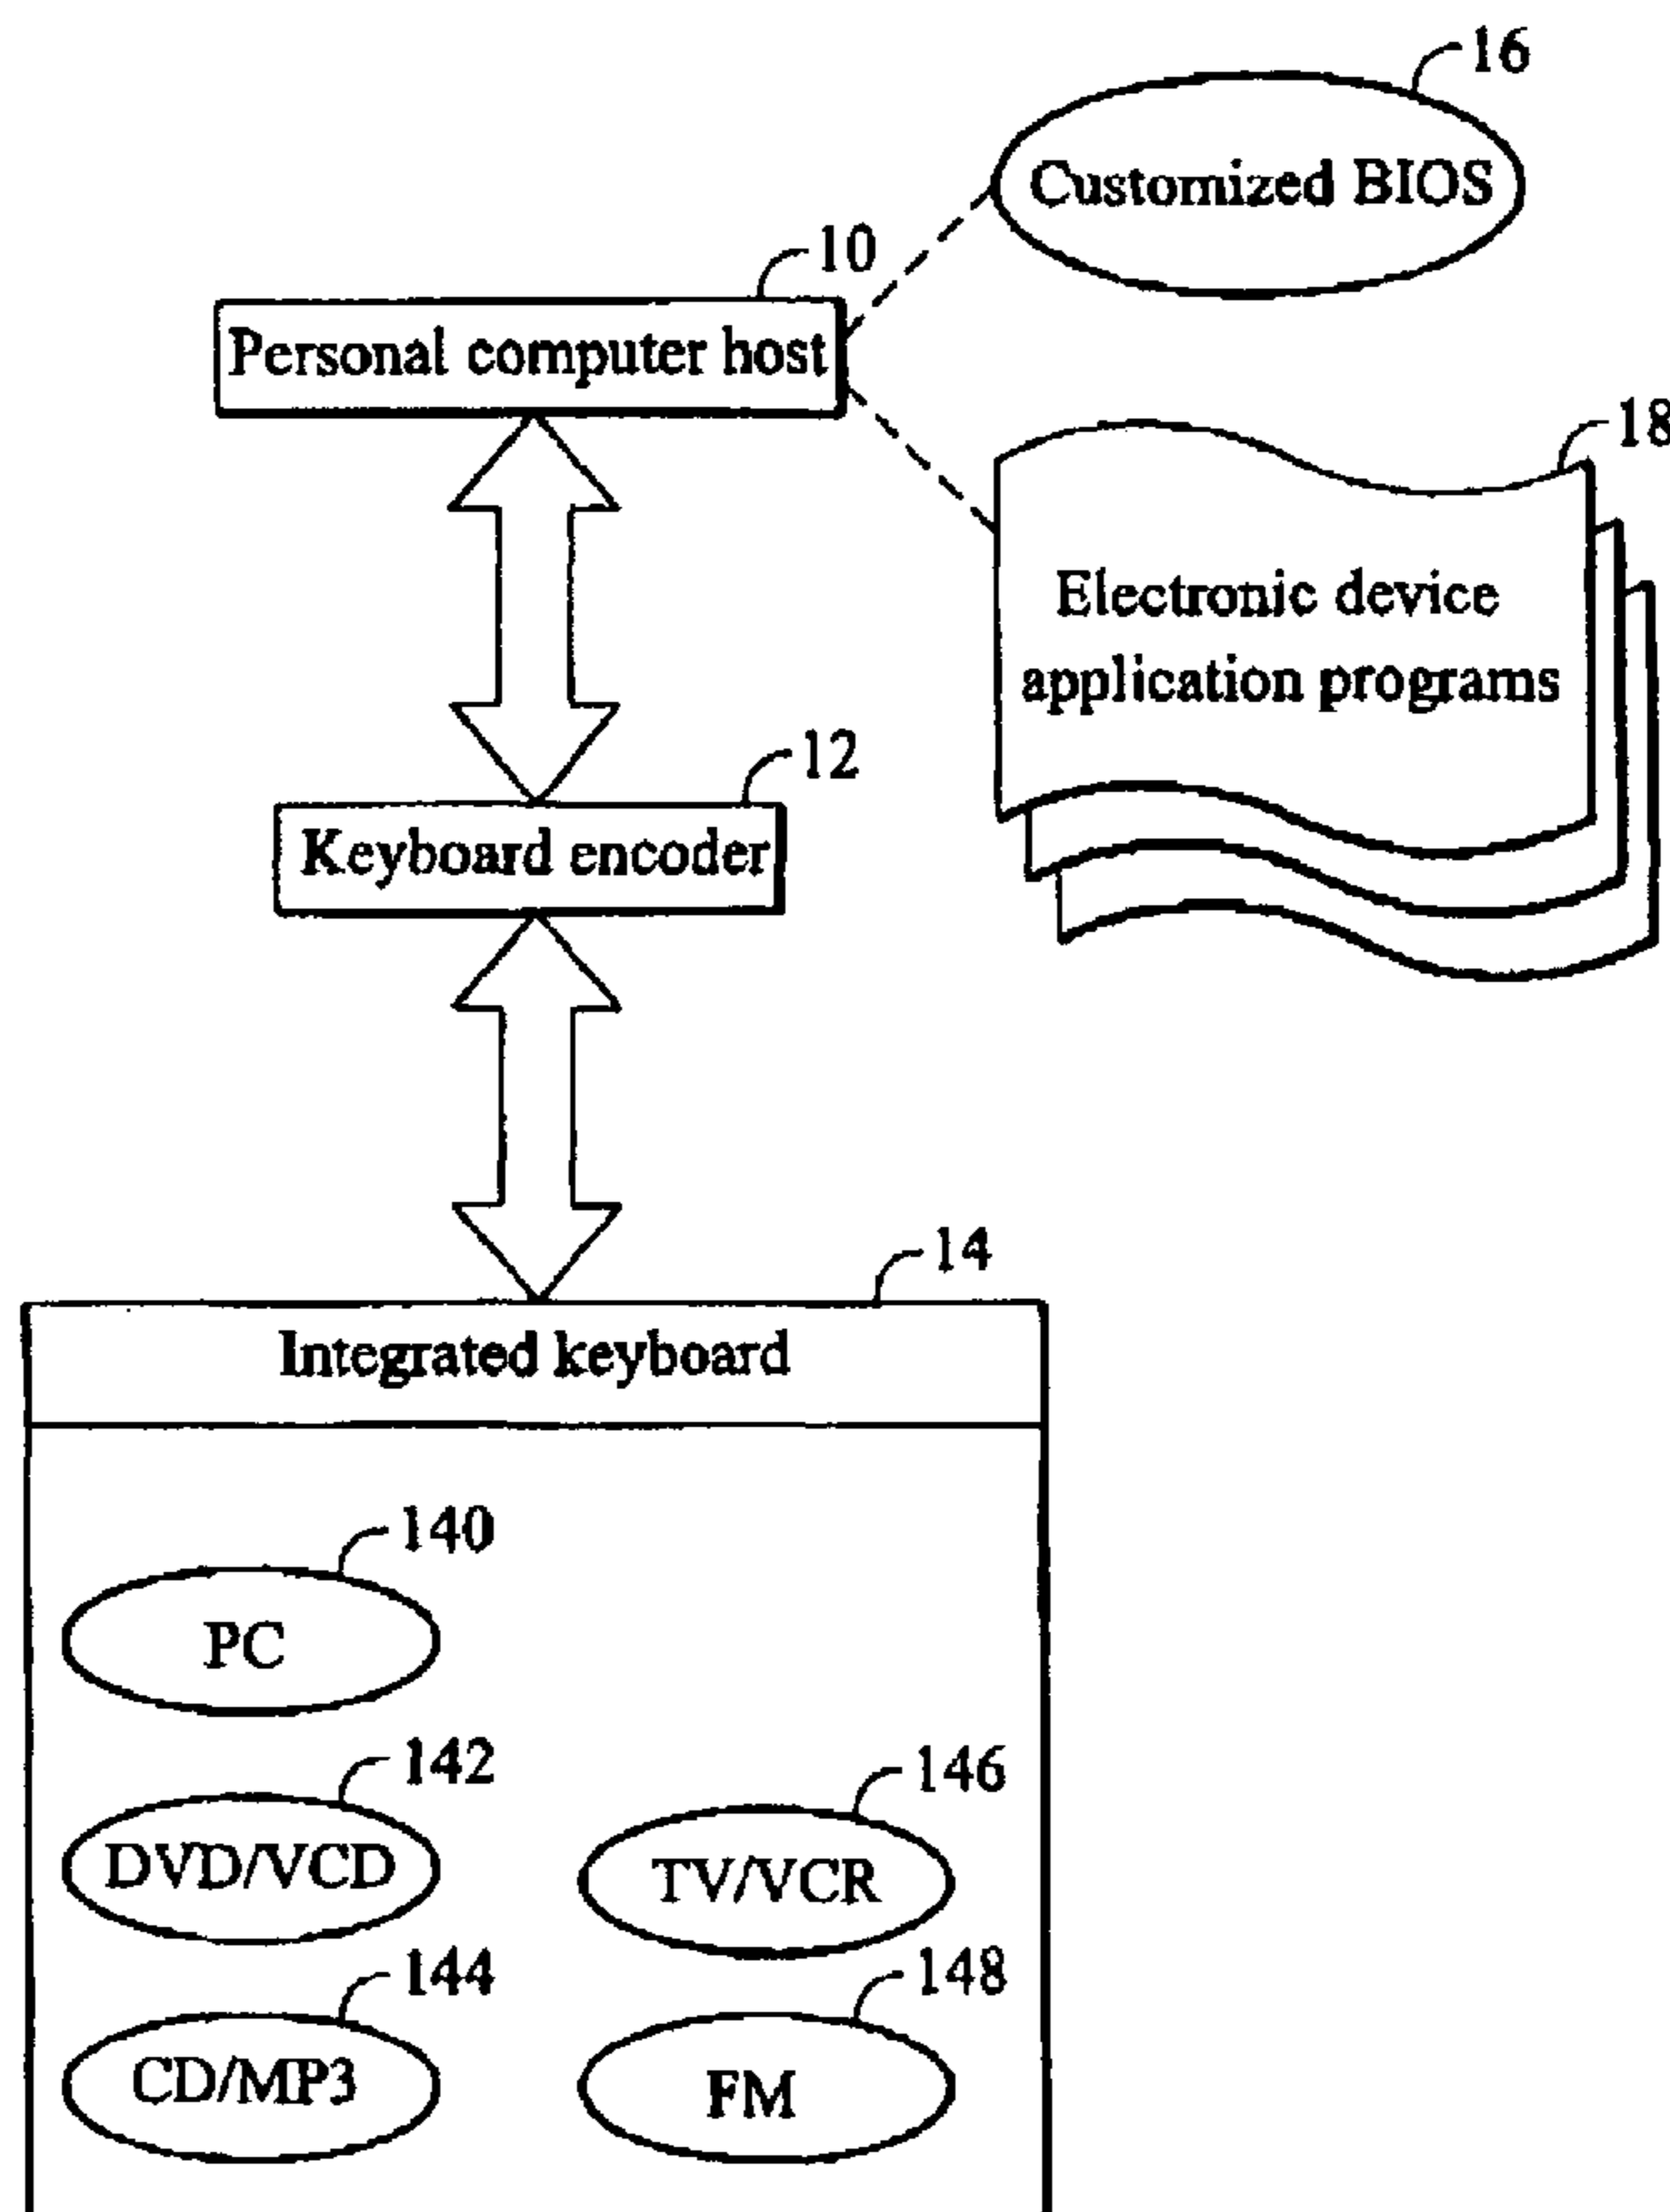 16
Customized BIOS
10
Personal computer host
18
Electronic device
application programs
12
Keyboard encoder
14
Integrated keyboard
140
PC
142
DVD/VCD
146
TV/VCR
144
CD/MP3
148
FM